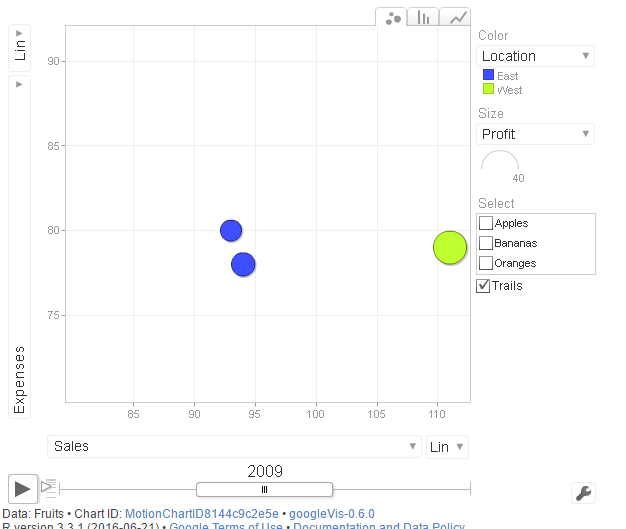 Color
Lin
Location
East
West
Size
Profit
40
Select
Apples
Bananas
Oranges
Trails
90
85
80
75
Expenses
85 90 95 100 105 110
Sales Lin
2009
Data: Fruits • Chart ID: MotionChartID8144c9c2e5e • googleVis-0.6.0
R version 3.3.1 (2016-06-21) • Google Terms of Use • Documentation and Data Policy